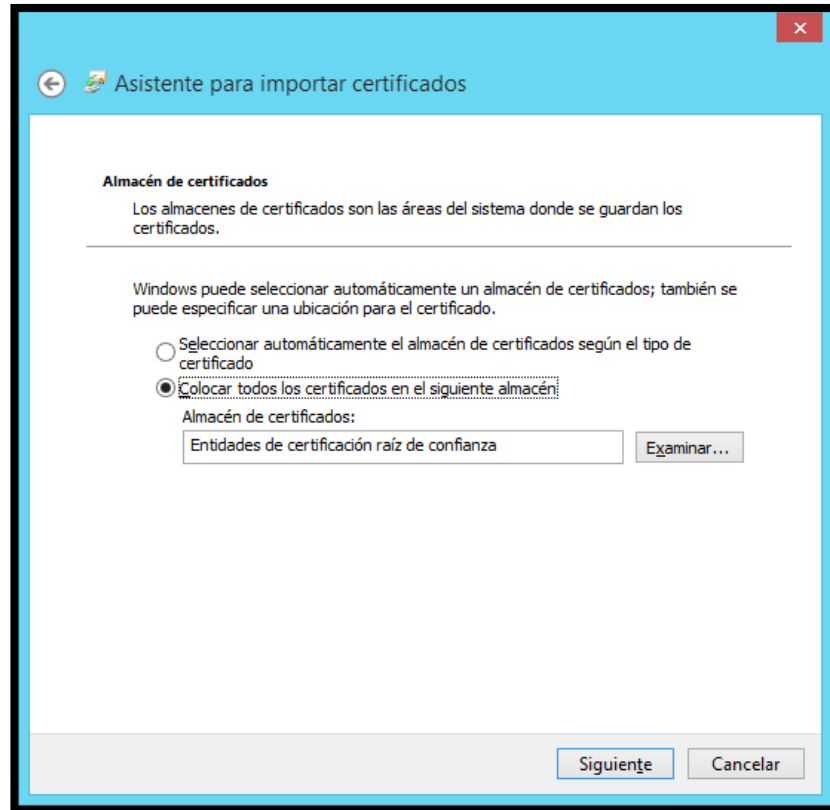 Asistente para importar certificados
Almacén de certificados
Los almacenes de certificados son las áreas del sistema donde se guardan los
certificados.
Windows puede seleccionar automáticamente un almacén de certificados; también se
puede especificar una ubicación para el certificado.
Seleccionar automáticamente el almacén de certificados según el tipo de
certificado
Colocar todos los certificados en el siguiente almacén
Almacén de certificados:
Entidades de certificación raíz de confianza
Examinar...
Siguiente
Cancelar